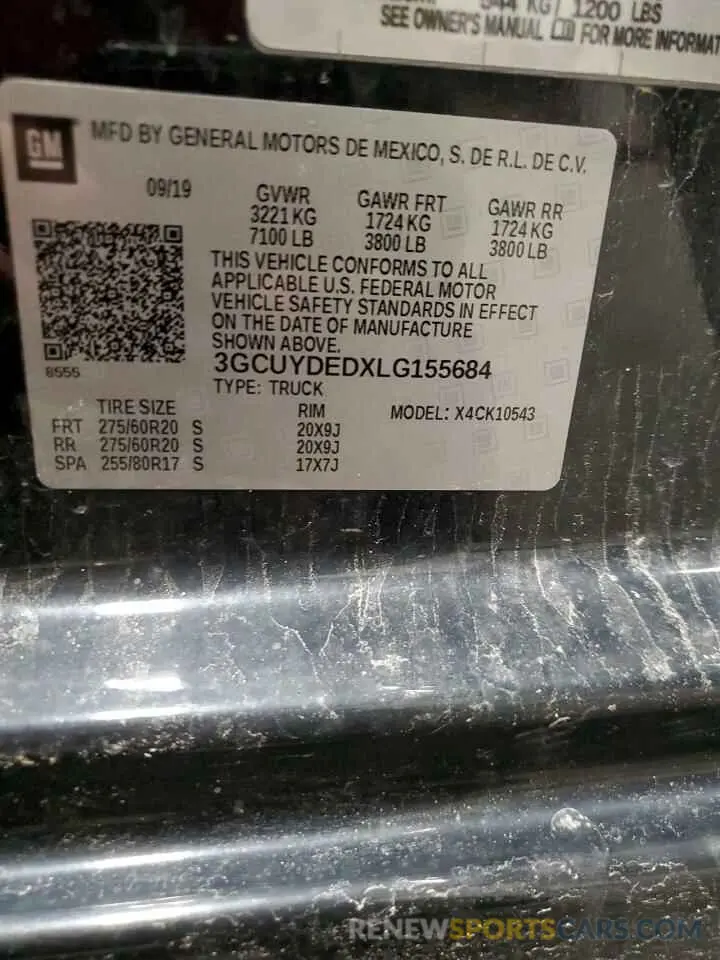 544 KG / 1200 LBS
SEE OWNER'S MANUAL FOR MORE
GM
MFD BY GENERAL MOTORS DE MEXICO, S. DE R.L. DE C.V.
09/19 GVWR GAWR FRT GAWR RR
3221 KG 1724 KG 1724 KG
7100 LB 3800 LB 3800 LB
THIS VEHICLE CONFORMS TO ALL
APPLICABLE U.S. FEDERAL MOTOR
VEHICLE SAFETY STANDARDS IN EFFECT
ON THE DATE OF MANUFACTURE
SHOWN ABOVE.
8555
3GCUYDEDXLG155684
TYPE: TRUCK
TIRE SIZE RIM MODEL: X4CK10543
FRT 275/60R20 S 20X9J
RR 275/60R20 S 20X9J
SPA 255/80R17 S 17X7J
RENEWSPORTSCARS.COM